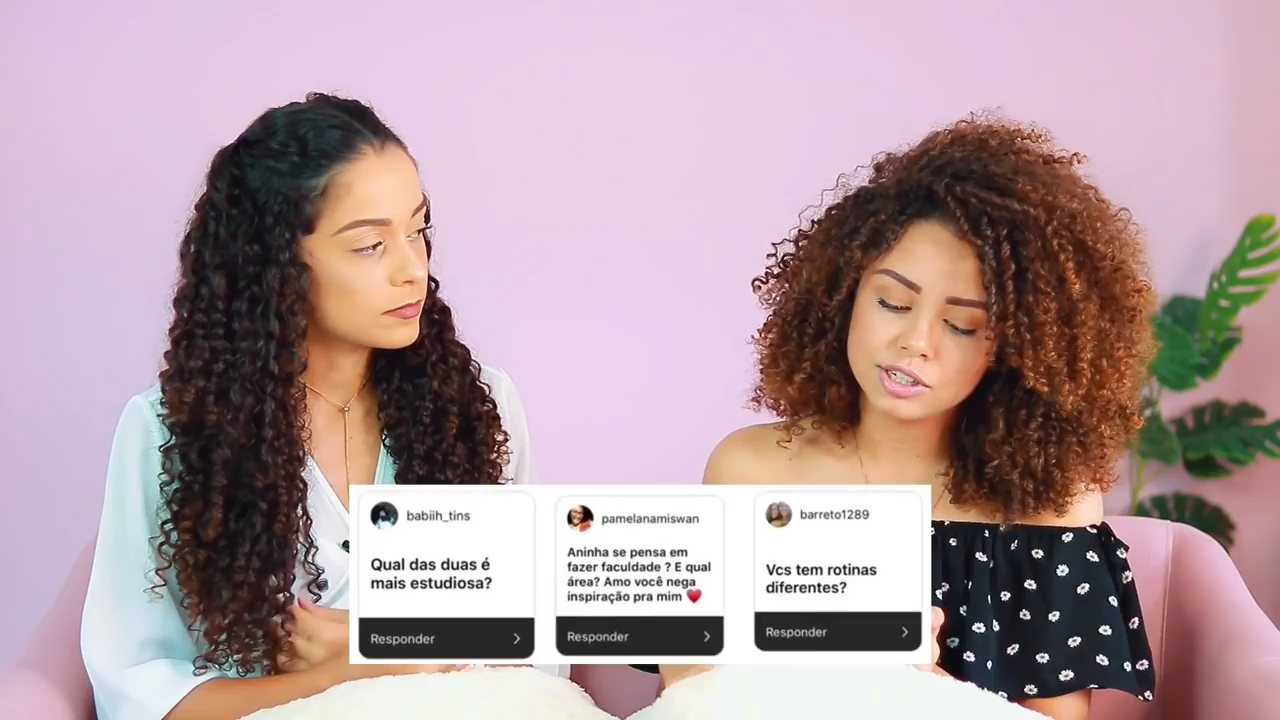 babiih_tins
Qual das duas é
mais estudiosa?
Responder
pamelanamiswan
Aninha se pensa em
fazer faculdade ? E qual
área? Amo você nega
inspiração pra mim ❤️
Responder
barreto1289
Vcs tem rotinas
diferentes?
Responder